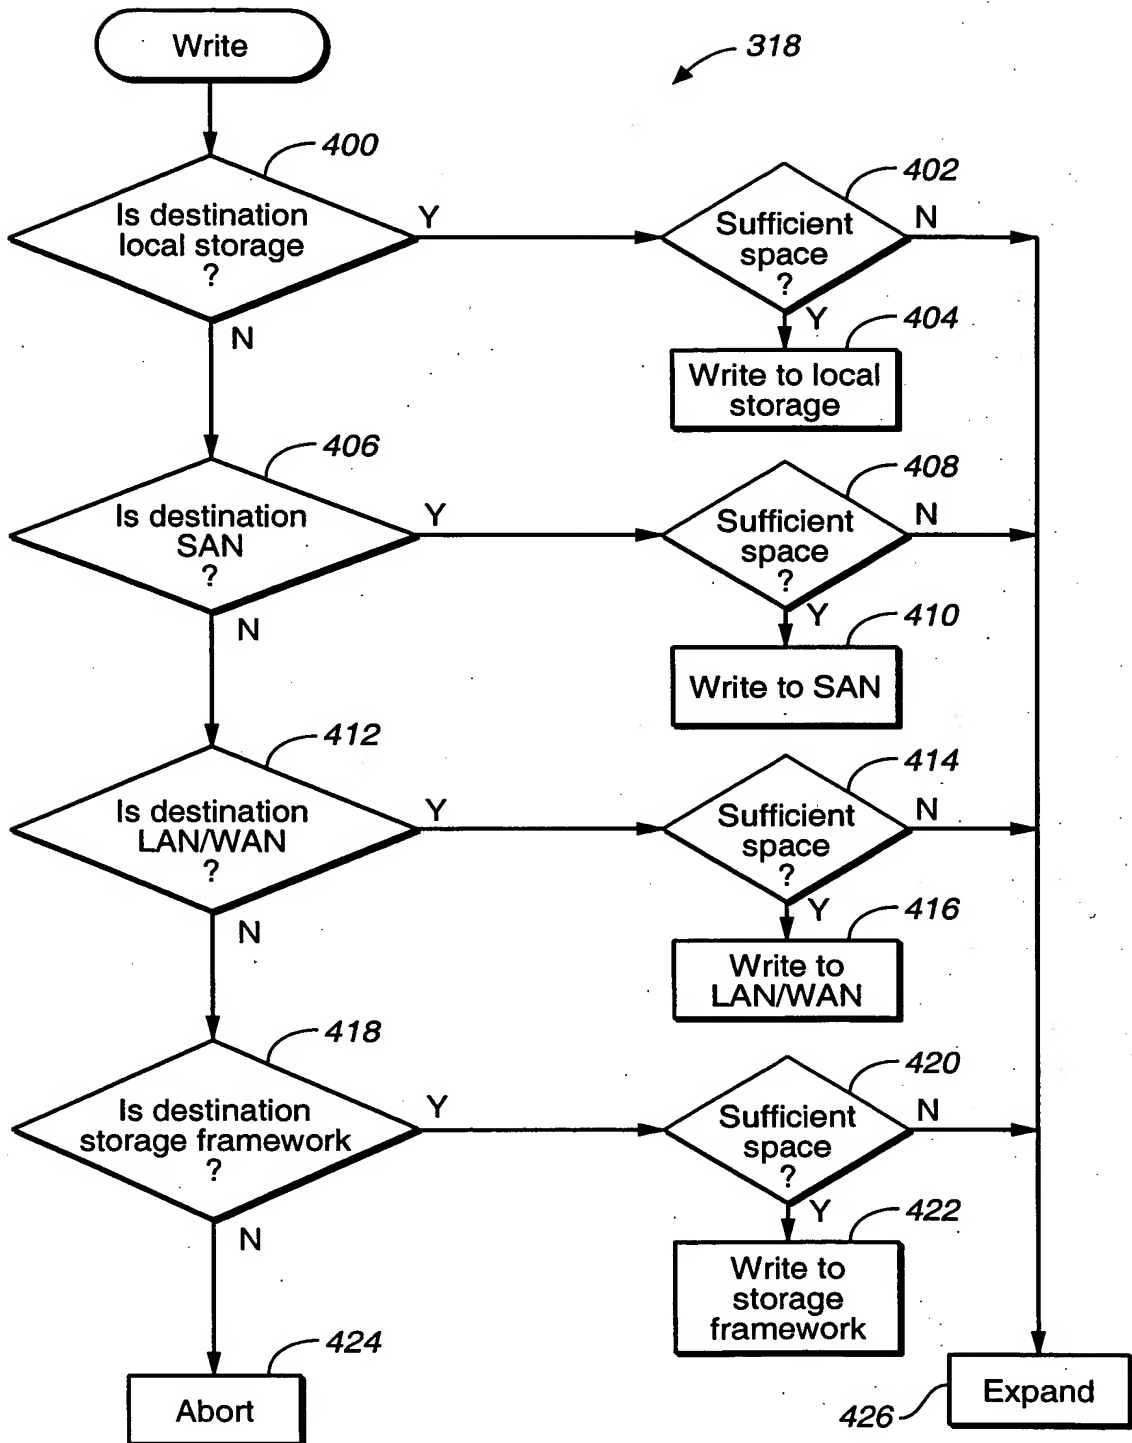 Write
318
400
Is destination
local storage
?
Y
N
402
Sufficient
space
?
N
Y
404
Write to local
storage
406
Is destination
SAN
?
Y
N
408
Sufficient
space
?
N
Y
410
Write to SAN
412
Is destination
LAN/WAN
?
Y
N
414
Sufficient
space
?
N
Y
416
Write to
LAN/WAN
418
Is destination
storage framework
?
Y
N
420
Sufficient
space
?
N
Y
422
Write to
storage
framework
424
Abort
426
Expand